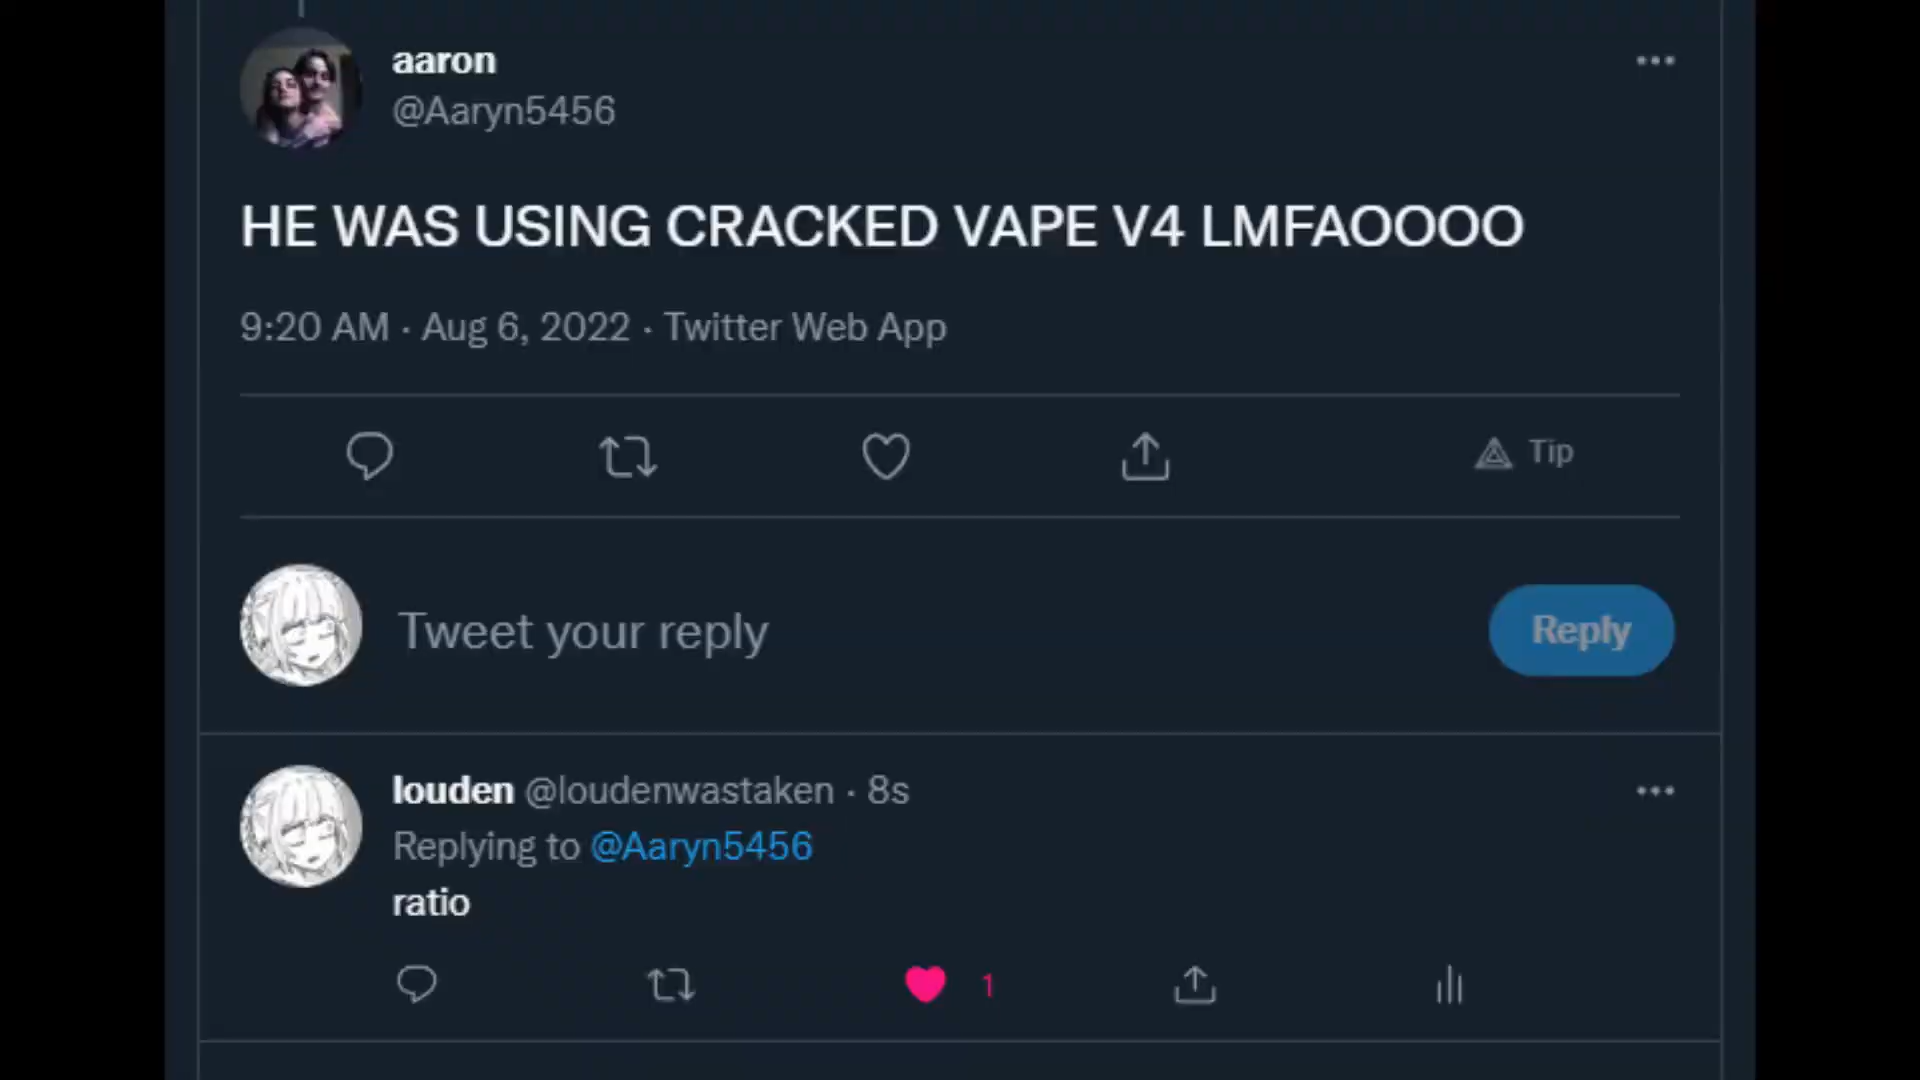 aaron
@Aaryn5456
HE WAS USING CRACKED VAPE V4 LMFAOOOO
9:20 AM · Aug 6, 2022 · Twitter Web App
Tip
Tweet your reply
Reply
louden @loudenwastaken · 8s
Replying to @Aaryn5456
ratio
1